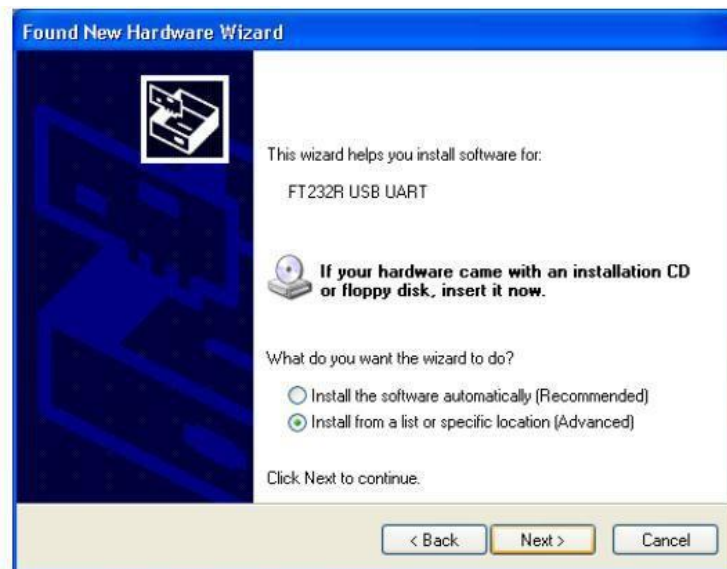 Found New Hardware Wizard
This wizard helps you install software for:
FT232R USB UART
If your hardware came with an installation CD
or floppy disk, insert it now.
What do you want the wizard to do?
Install the software automatically (Recommended)
Install from a list or specific location (Advanced)
Click Next to continue.
< Back
Next >
Cancel